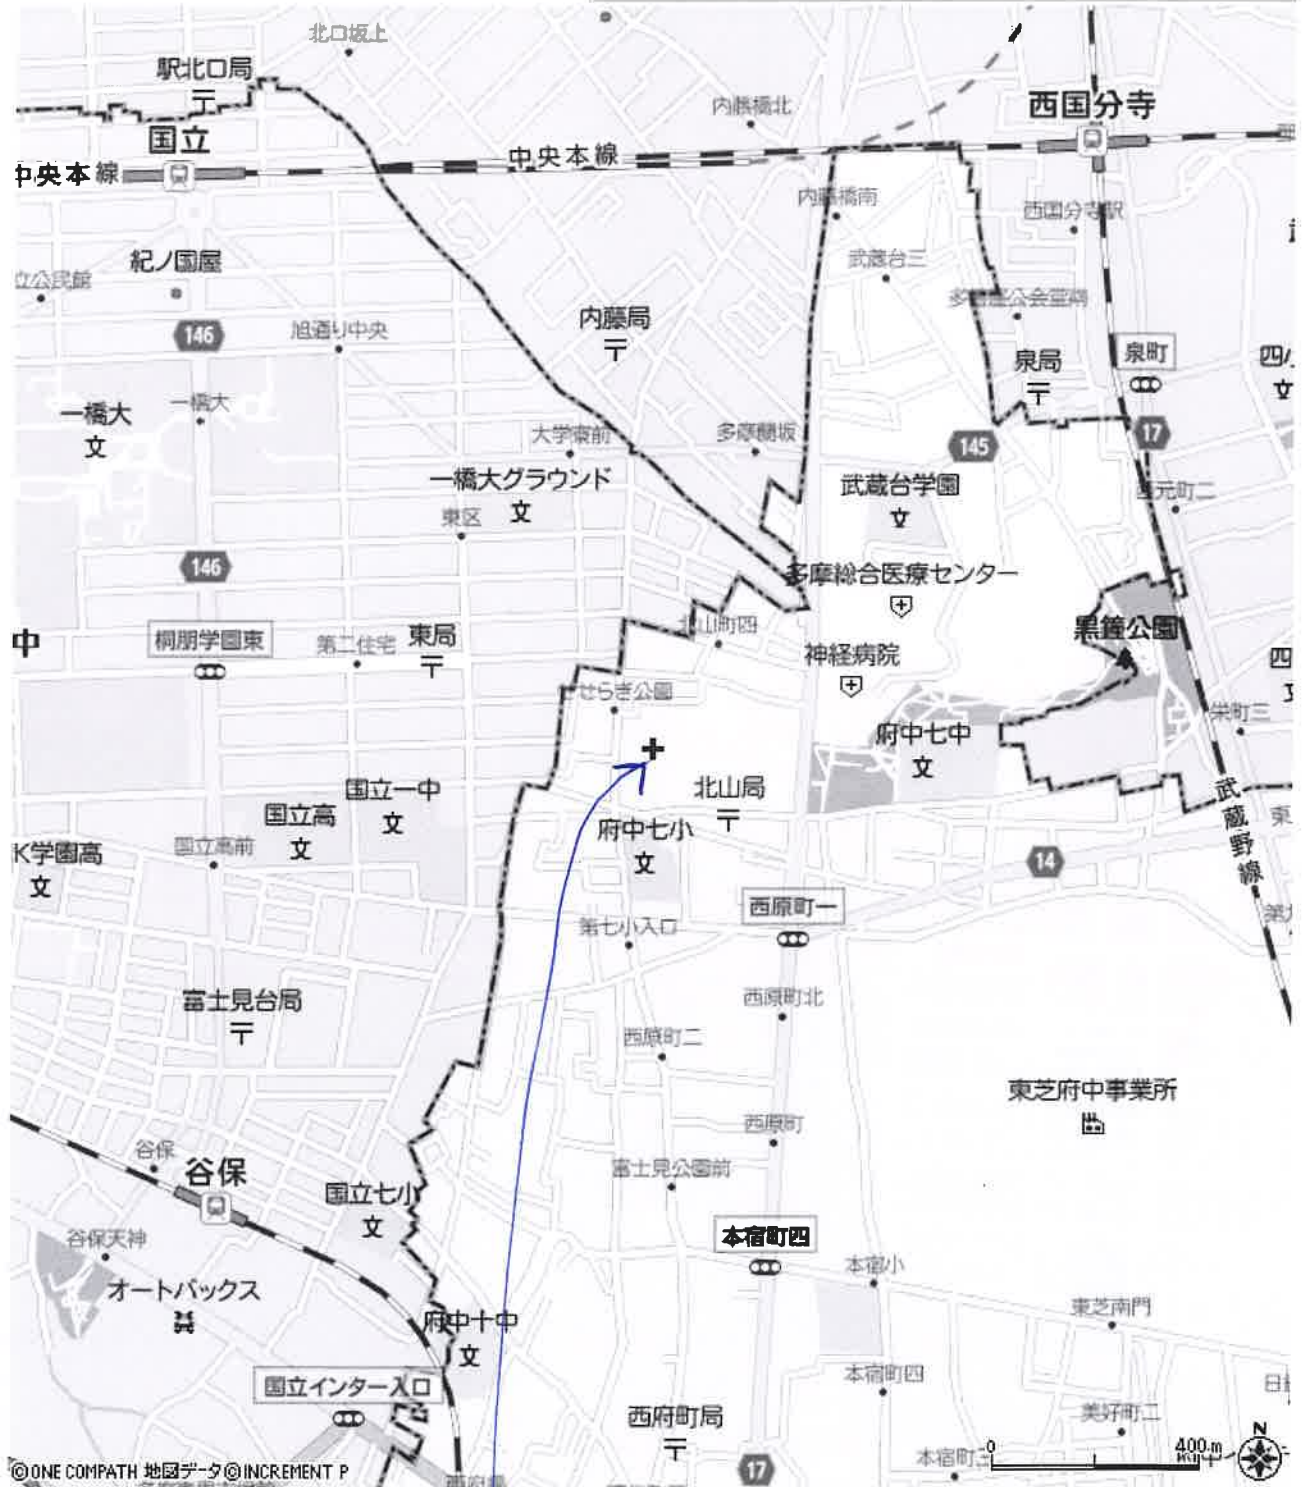 北口坂上
駅北口局
国立
内藤橋北
西国分寺
中央本線
中央本線
内藤橋南
西国分寺駅
紀ノ国屋
立公民館
武蔵台三
146
旭通り中央
内藤局
泉局
泉町
一橋大
一橋大
大学東前
多摩蘭坂
145
17
一橋大グラウンド
東区
武蔵台学園
146
多摩総合医療センター
中
桐朋学園東
第二住宅
東局
北山町四
神経病院
黒鐘公園
府中七中
栄町三
国立一中
国立高
北山局
府中七小
武蔵野線
K学園高
国立高前
14
西原町一
第七小入口
富士見台局
西原町北
西原町二
東芝府中事業所
谷保
谷保
西原町
富士見公園前
国立七小
本宿町四
谷保天神
オートバックス
本宿小
東芝南門
府中十中
国立インター入口
本宿町四
西府町局
美好町二
17
0
400m
N
©ONE COMPATH 地図データ©INCREMENT P